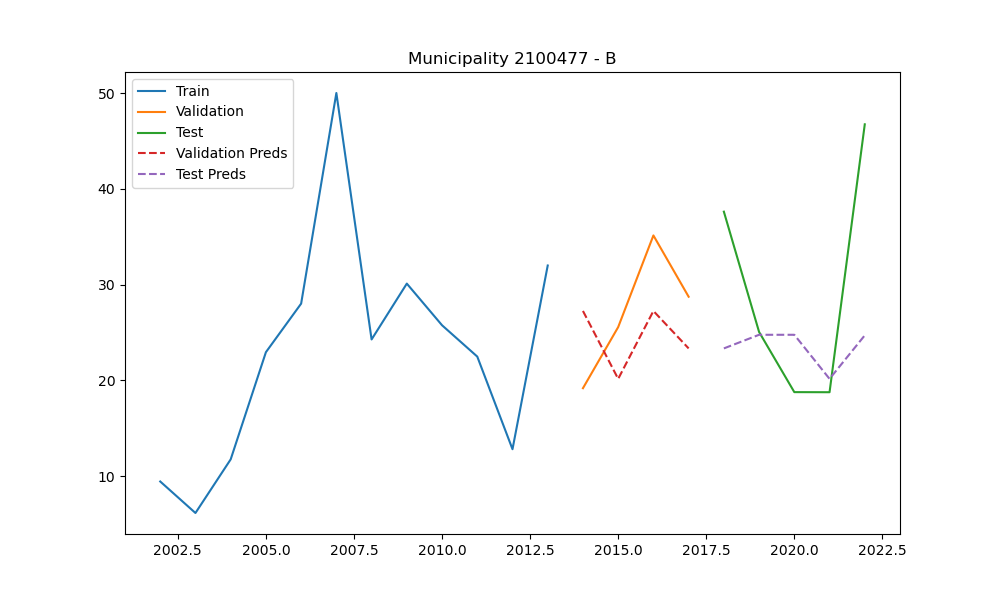 Municipality 2100477 - B
Train
Validation
Test
Validation Preds
Test Preds
50
40
30
20
10
2002.5 2005.0 2007.5 2010.0 2012.5 2015.0 2017.5 2020.0 2022.5